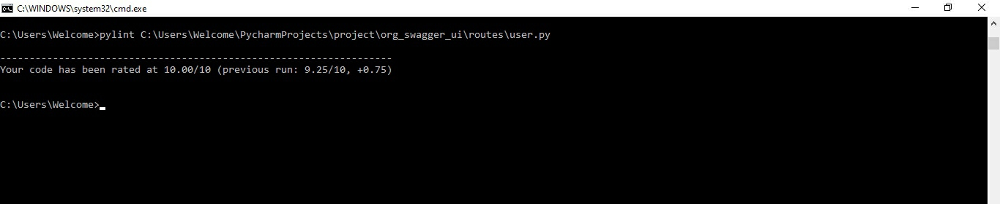 C:\WINDOWS\system32\cmd.exe
C:\Users\Welcome>pylint C:\Users\Welcome\PycharmProjects\project\org_swagger_ui\routes\user.py
--------------------------------------------------------------------
Your code has been rated at 10.00/10 (previous run: 9.25/10, +0.75)
C:\Users\Welcome>